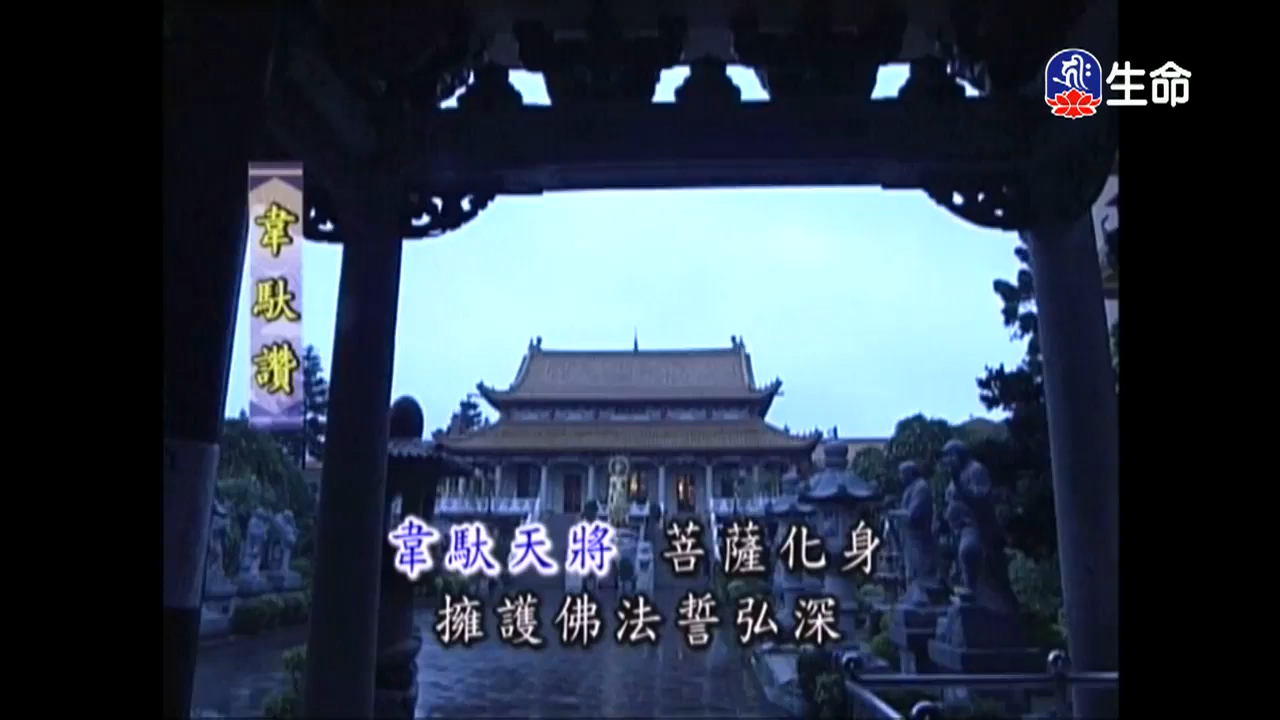 生命
韋馱讚
韋馱天將 菩薩化身
擁護佛法誓弘深